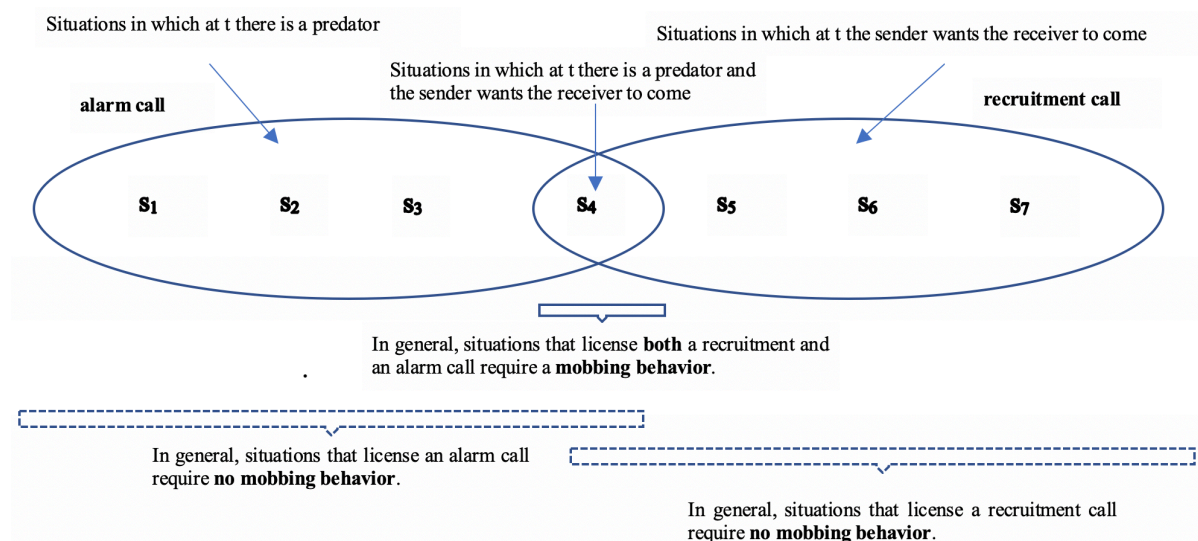 Situations in which at t there is a predator
Situations in which at t the sender wants the receiver to come
Situations in which at t there is a predator and
the sender wants the receiver to come
alarm call
recruitment call
S1 S2 S3 S4 S5 S6 S7
In general, situations that license both a recruitment and
an alarm call require a mobbing behavior.
In general, situations that license an alarm call
require no mobbing behavior.
In general, situations that license a recruitment call
require no mobbing behavior.